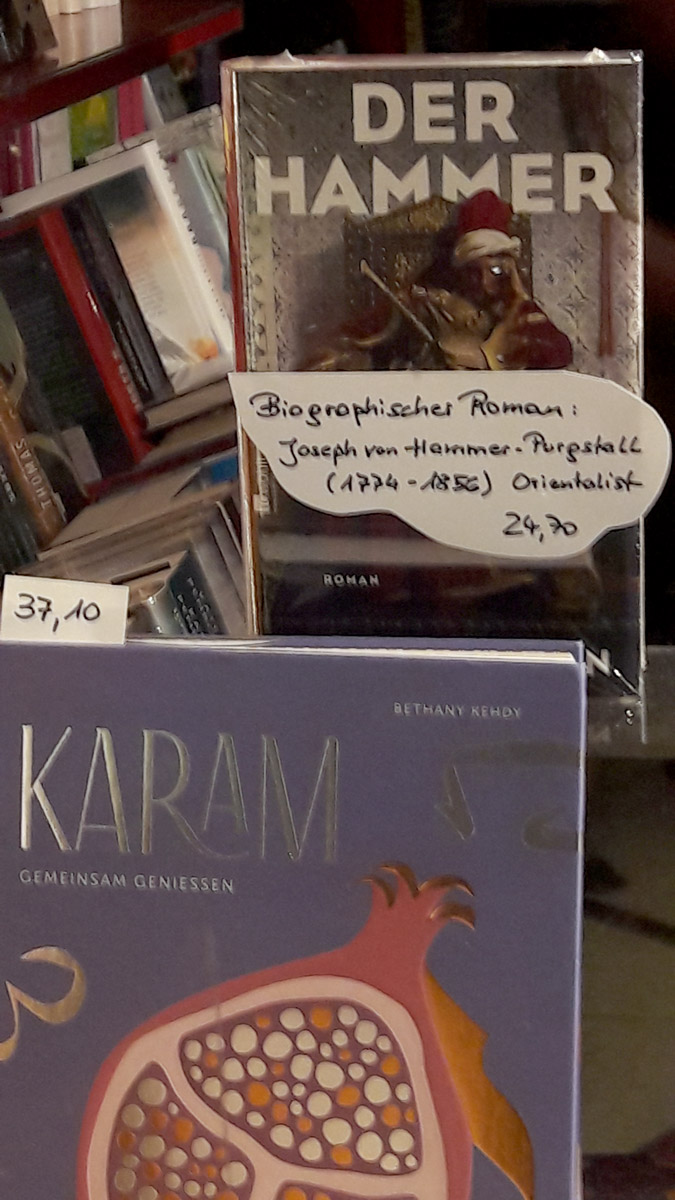 DER
HAMMER
Biographischer Roman:
Joseph von Hammer-Purgstall
(1774-1856) Orientalist
24,70
ROMAN
THOMAS
37,10
BETHANY KEHDY
KARAM
GEMEINSAM GENIESSEN